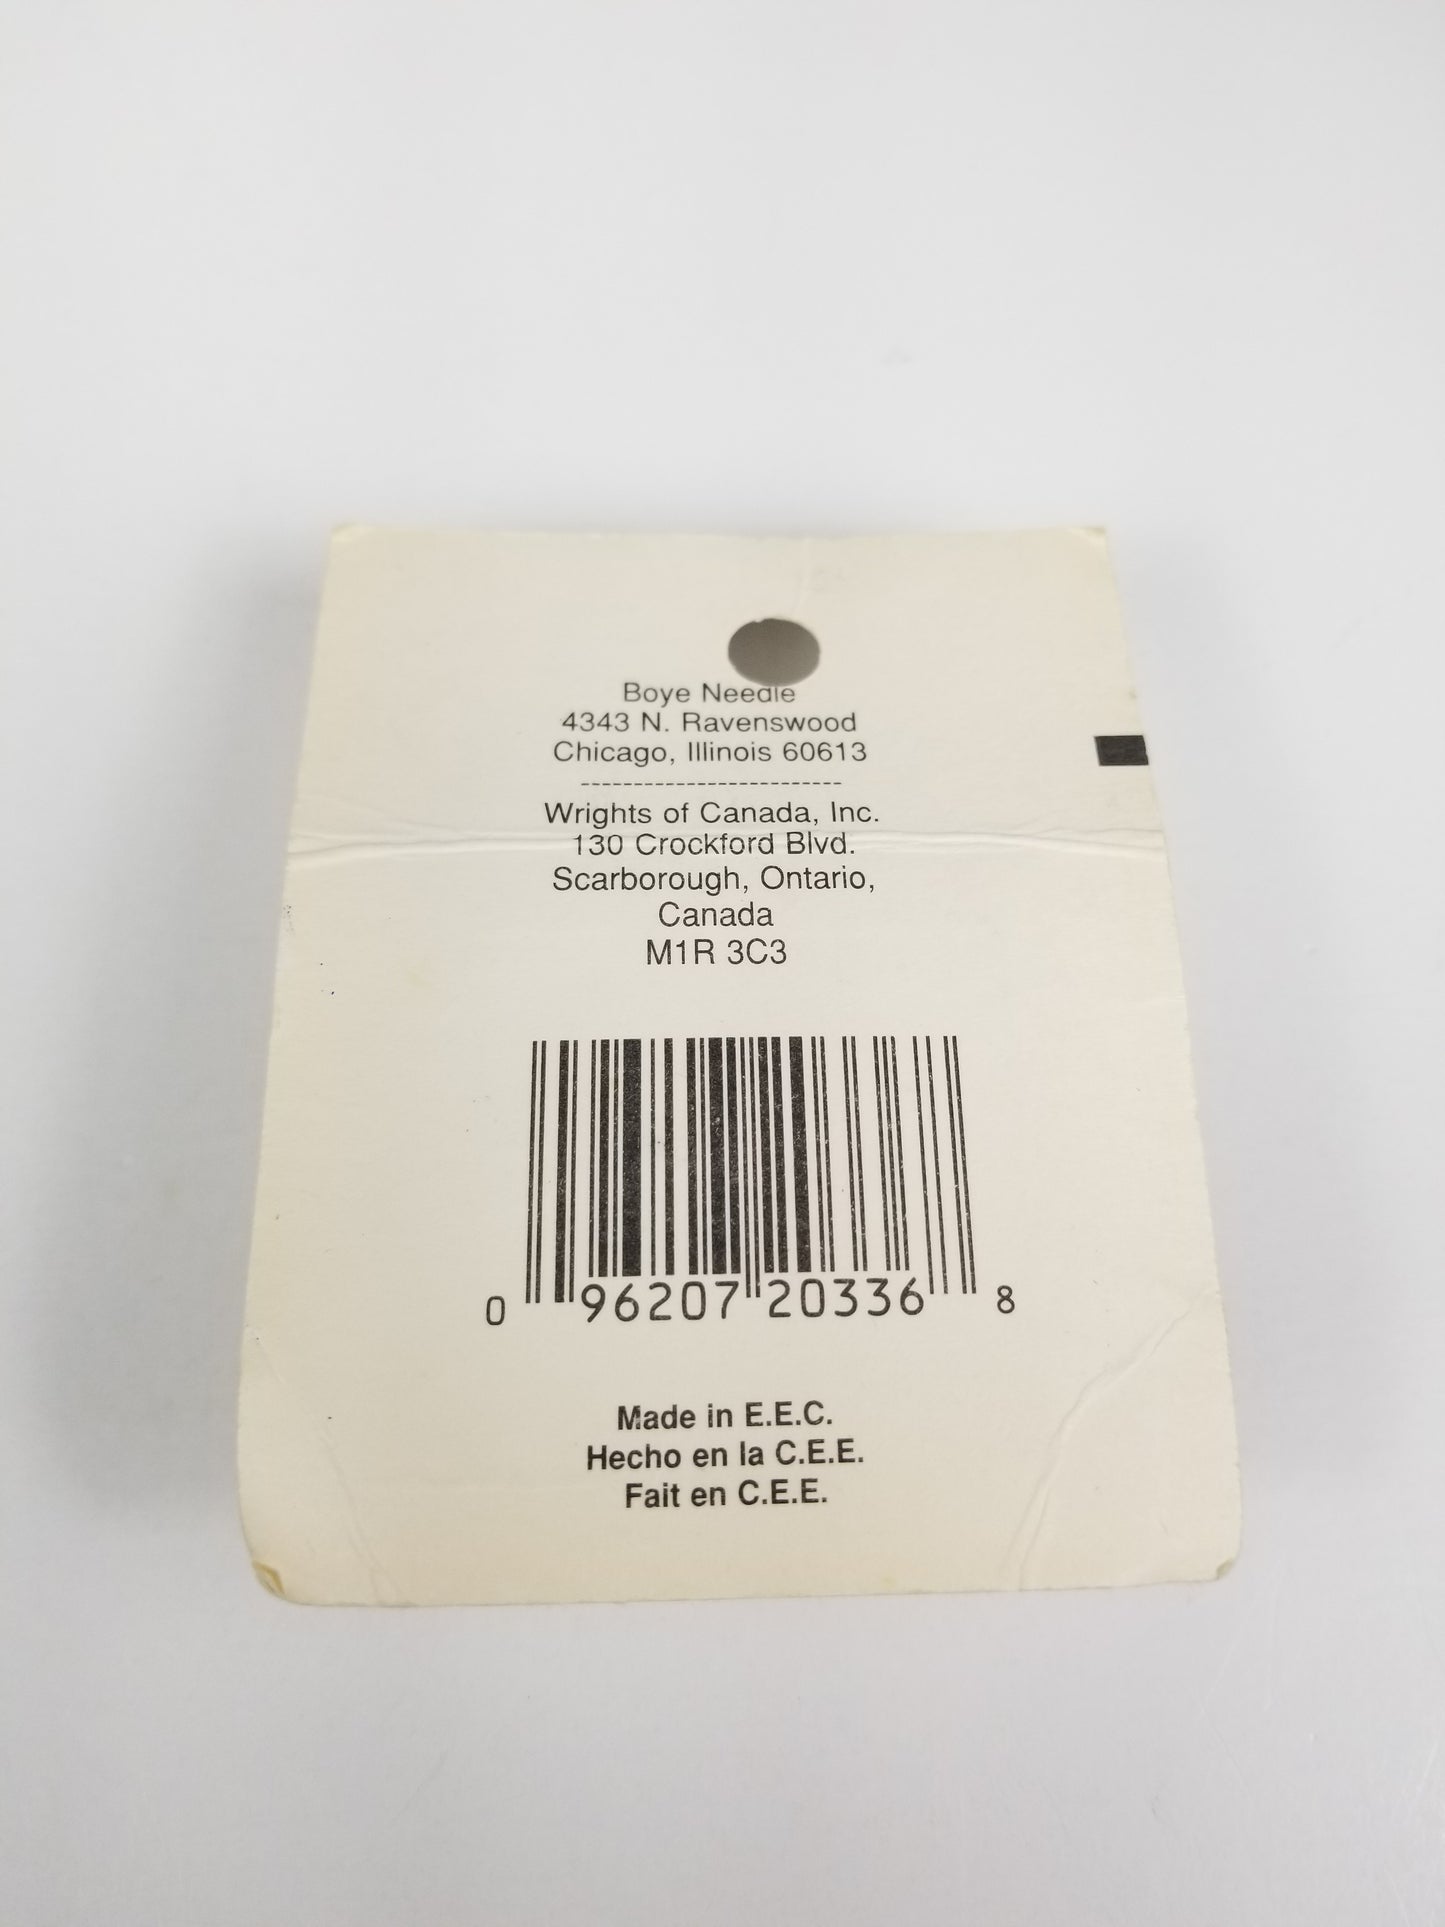 Boye Needle
4343 N. Ravenswood
Chicago, Illinois 60613
-------------------------
Wrights of Canada, Inc.
130 Crockford Blvd.
Scarborough, Ontario,
Canada
M1R 3C3
0 96207 20336 8
Made in E.E.C.
Hecho en la C.E.E.
Fait en C.E.E.